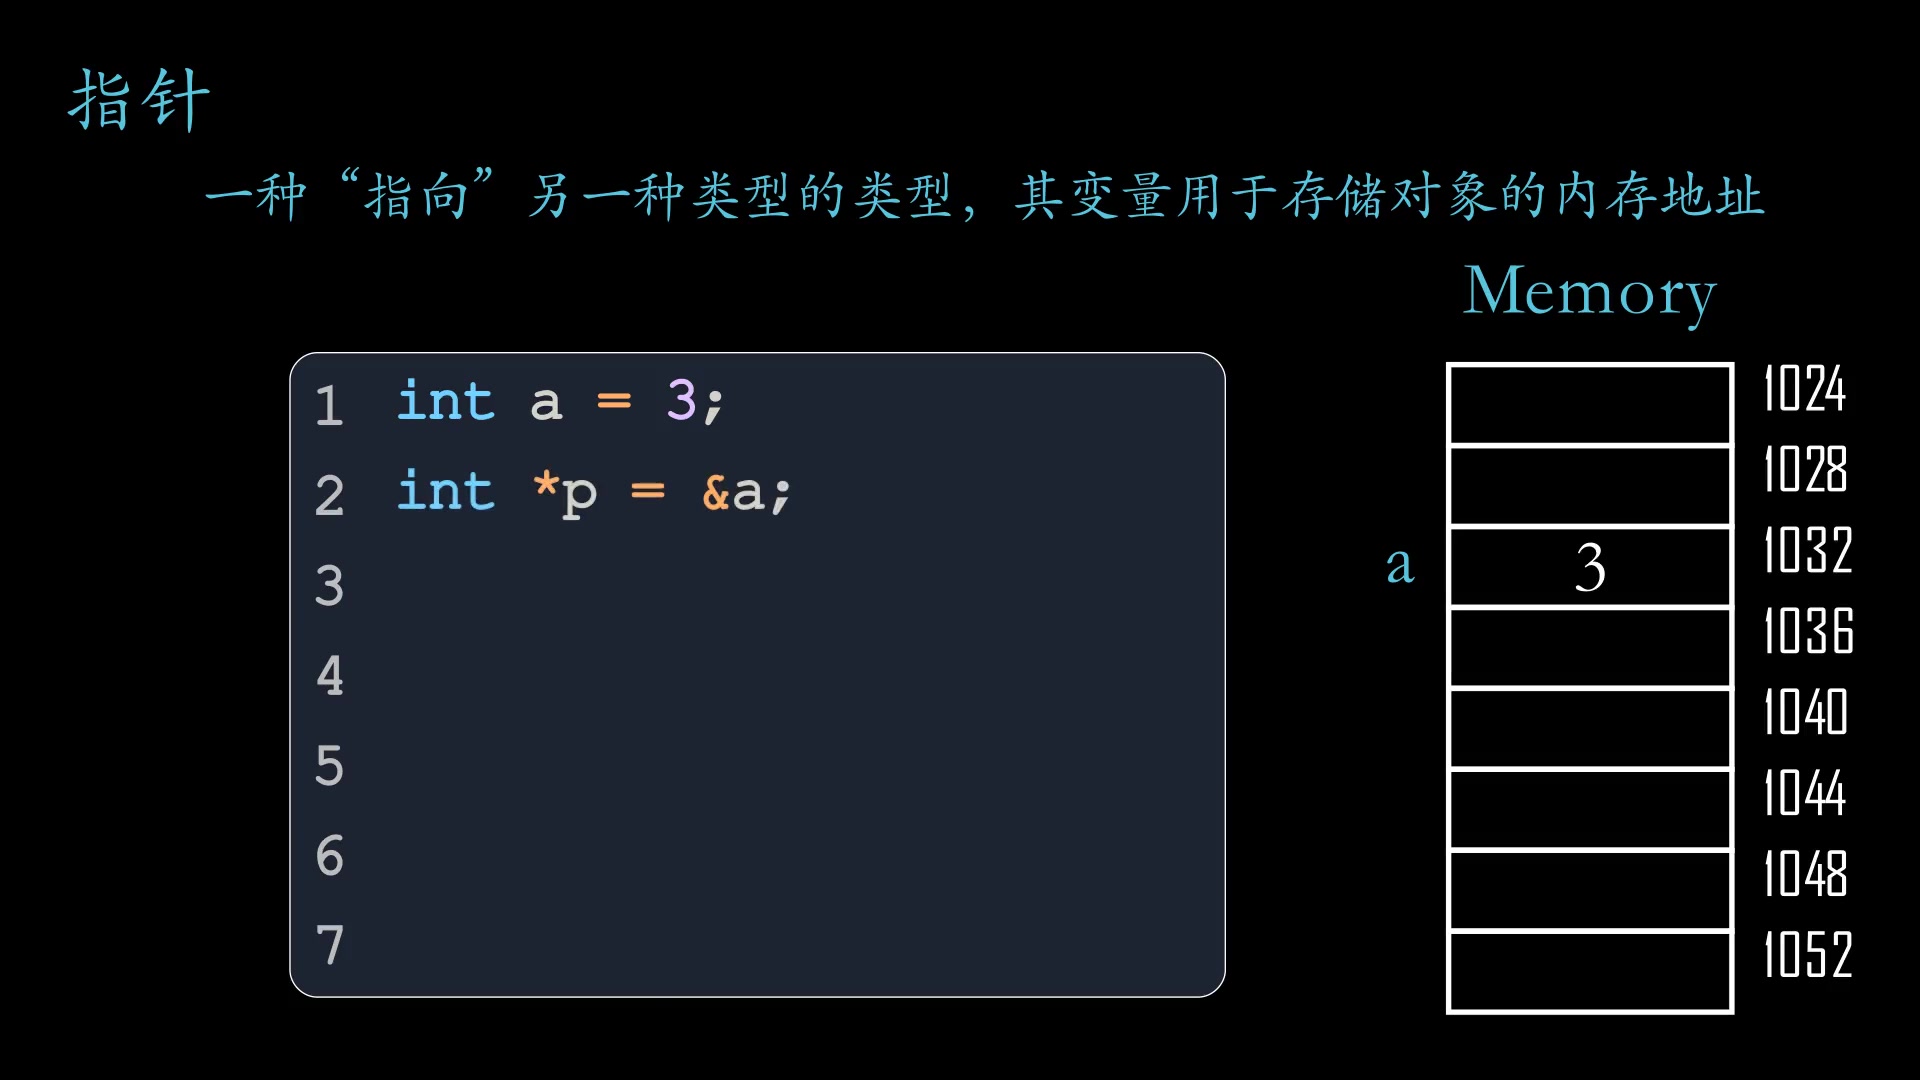 指针
一种“指向”另一种类型的类型，其变量用于存储对象的内存地址
Memory
1 int a = 3;
2 int *p = &a;
3
4
5
6
7
1024
1028
a 3 1032
1036
1040
1044
1048
1052